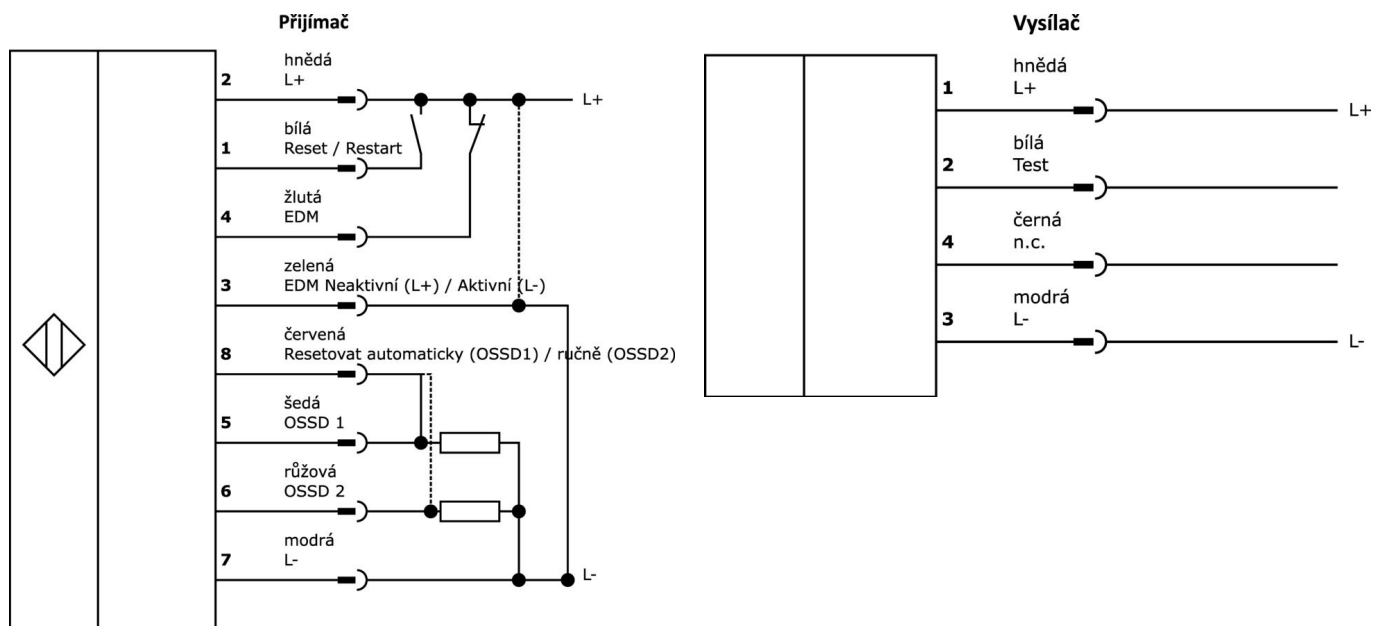 Přijímač
hnědá
2 L+
L+
bílá
1 Reset / Restart
žlutá
4 EDM
zelená
3 EDM Neaktivní (L+) / Aktivní (L-)
červená
8 Resetovat automaticky (OSSD1) / ručně (OSSD2)
šedá
5 OSSD 1
růžová
6 OSSD 2
modrá
7 L-
L-
Vysílač
hnědá
1 L+
L+
bílá
2 Test
černá
4 n.c.
modrá
3 L-
L-